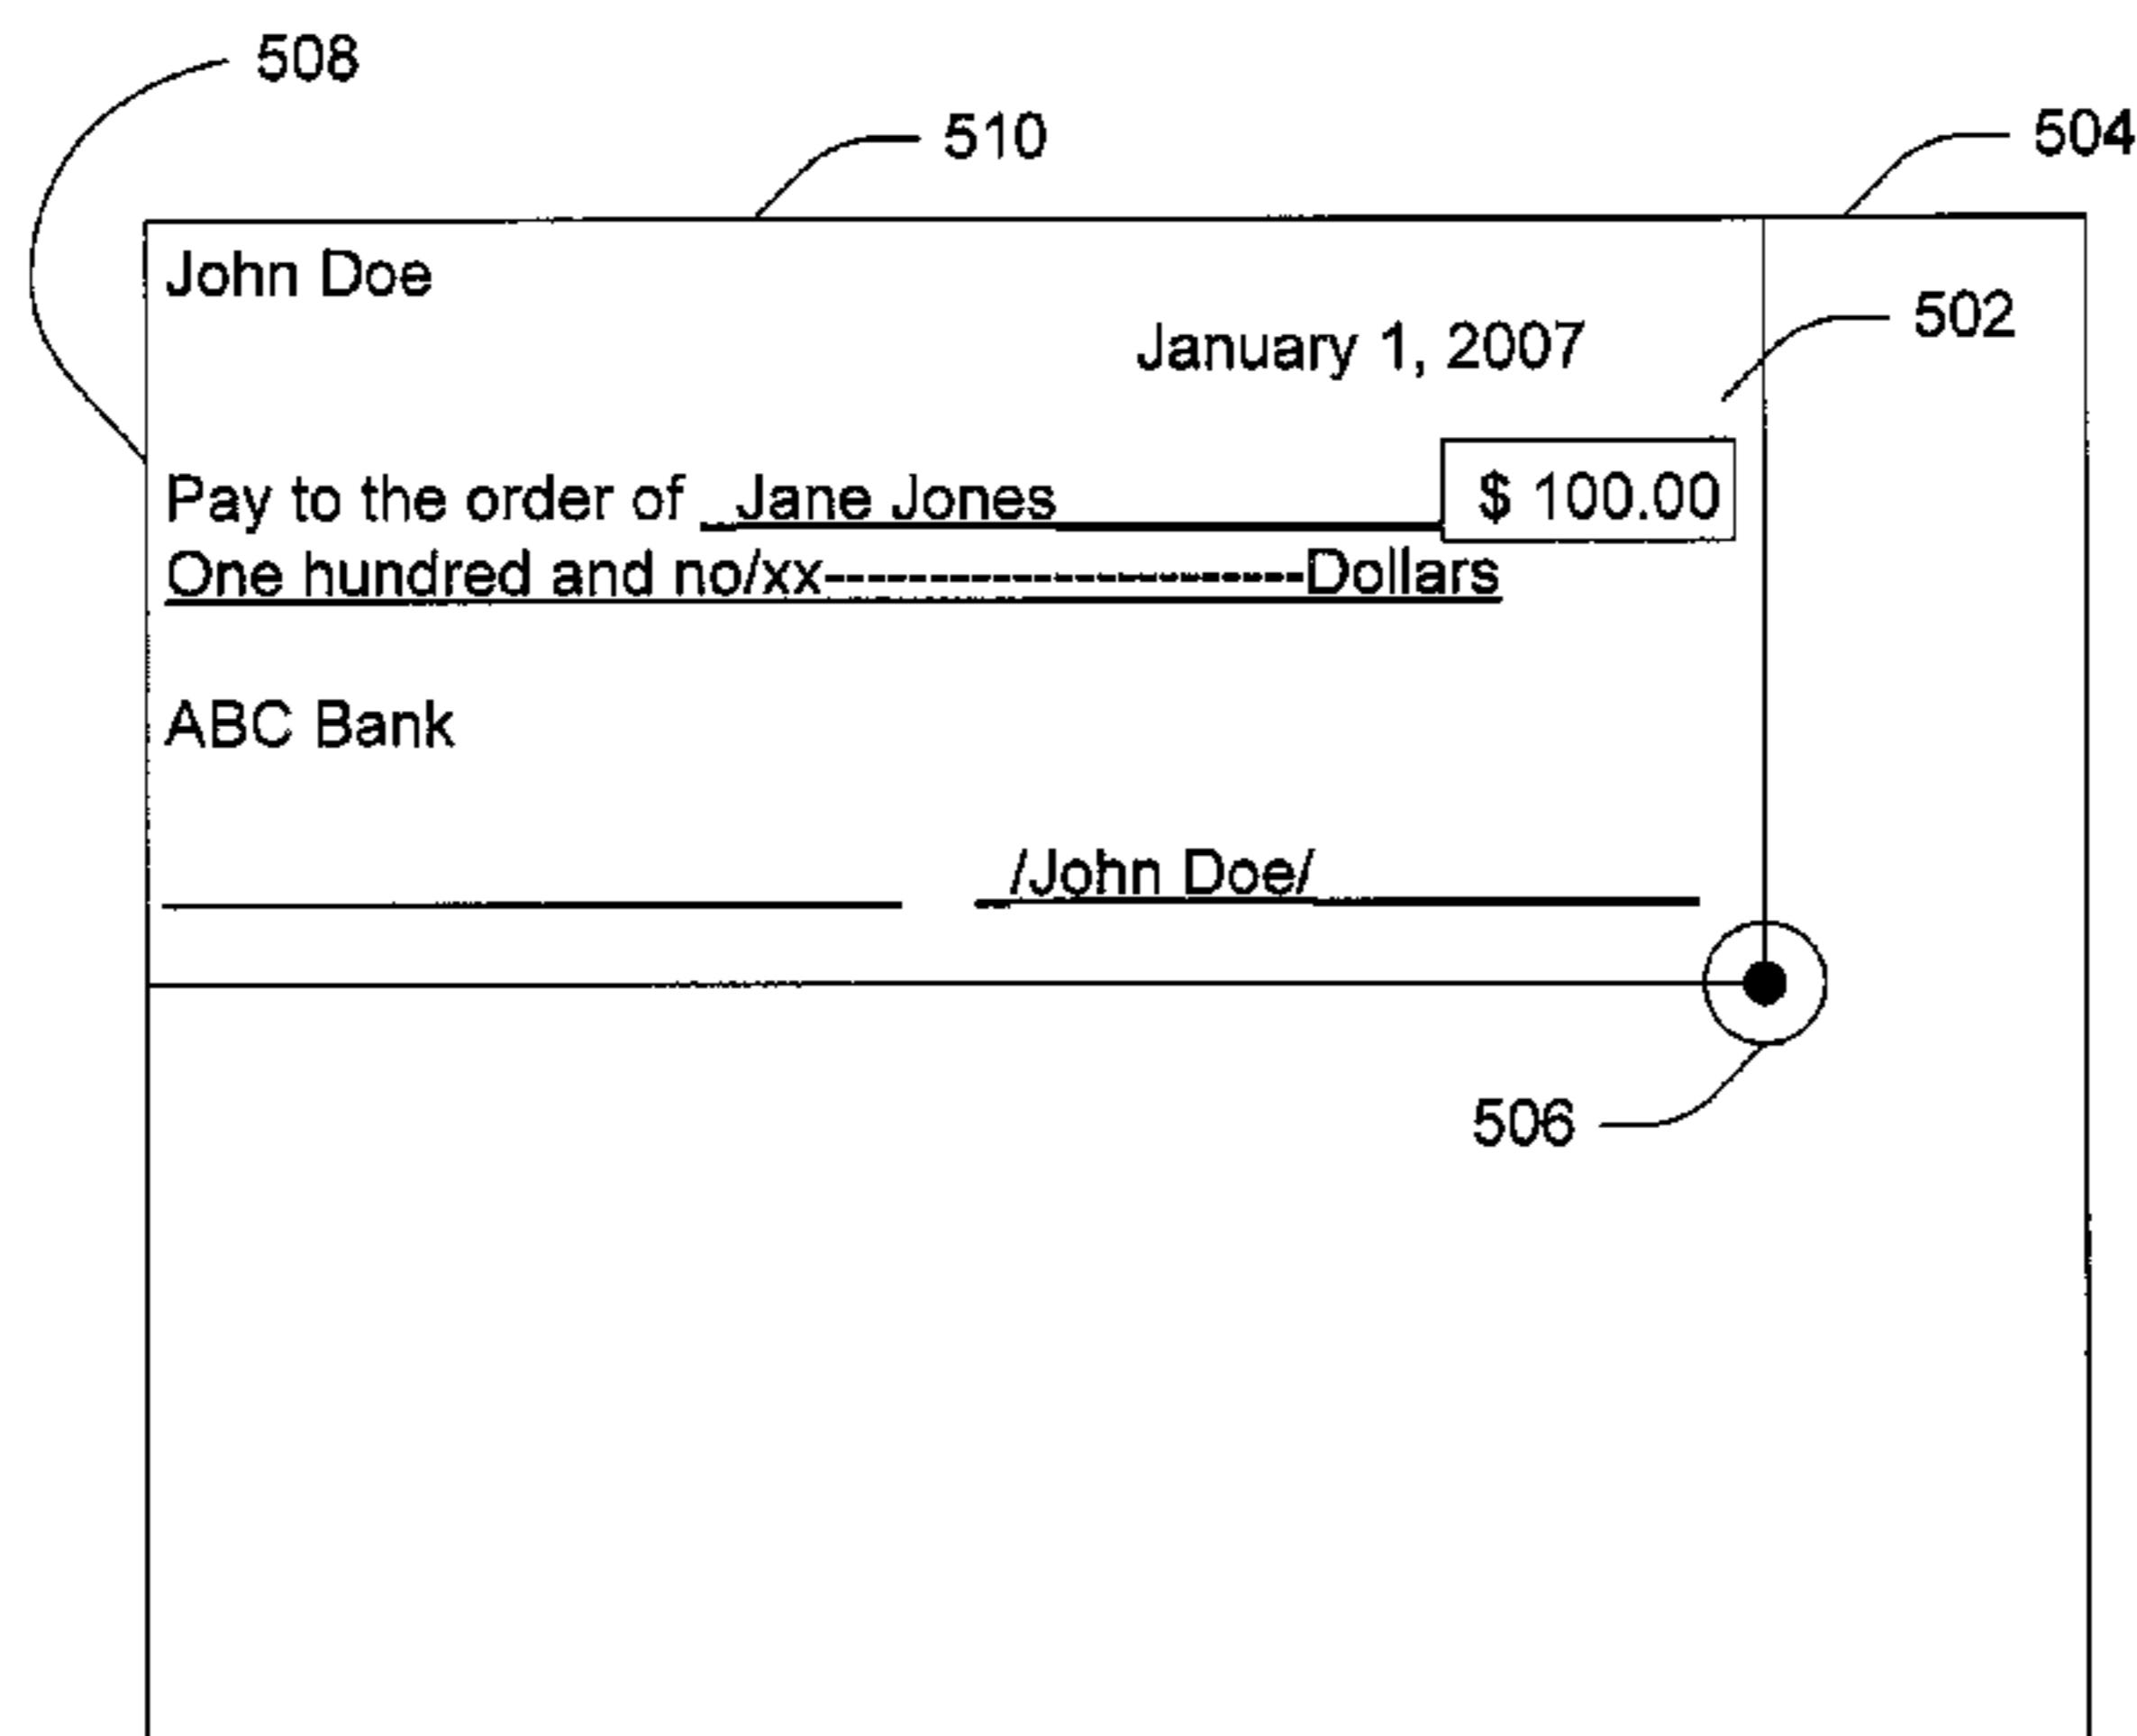 508
510
504
John Doe
January 1, 2007
502
Pay to the order of Jane Jones
$ 100.00
One hundred and no/xx-----------------------Dollars
ABC Bank
/John Doe/
506